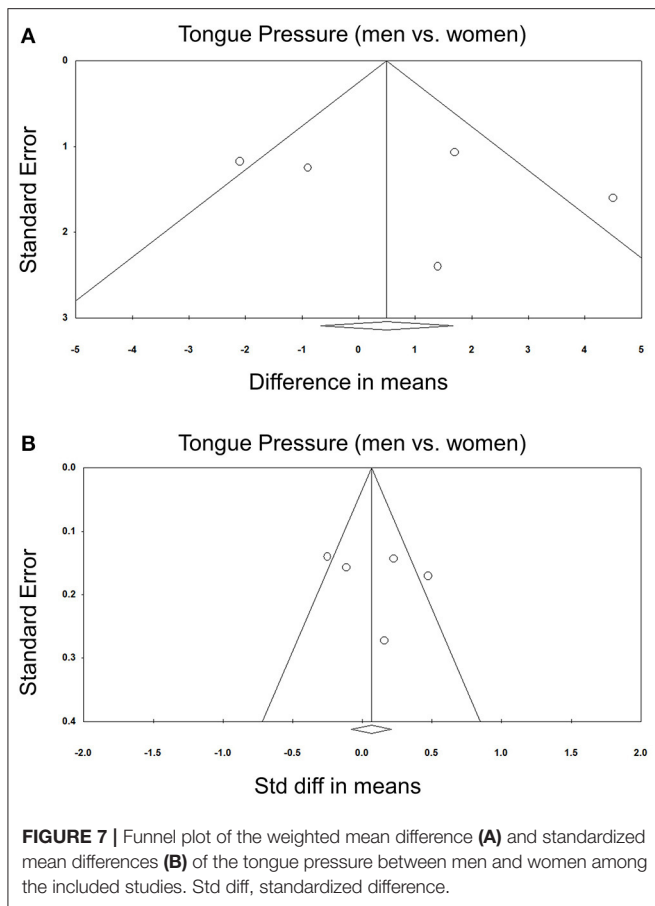 A
Tongue Pressure (men vs. women)
0
1
2
3
Standard Error
-5 -4 -3 -2 -1 0 1 2 3 4 5
Difference in means
B
Tongue Pressure (men vs. women)
0.0
0.1
0.2
0.3
0.4
Standard Error
-2.0 -1.5 -1.0 -0.5 0.0 0.5 1.0 1.5 2.0
Std diff in means
FIGURE 7 | Funnel plot of the weighted mean difference (A) and standardized
mean differences (B) of the tongue pressure between men and women among
the included studies. Std diff, standardized difference.